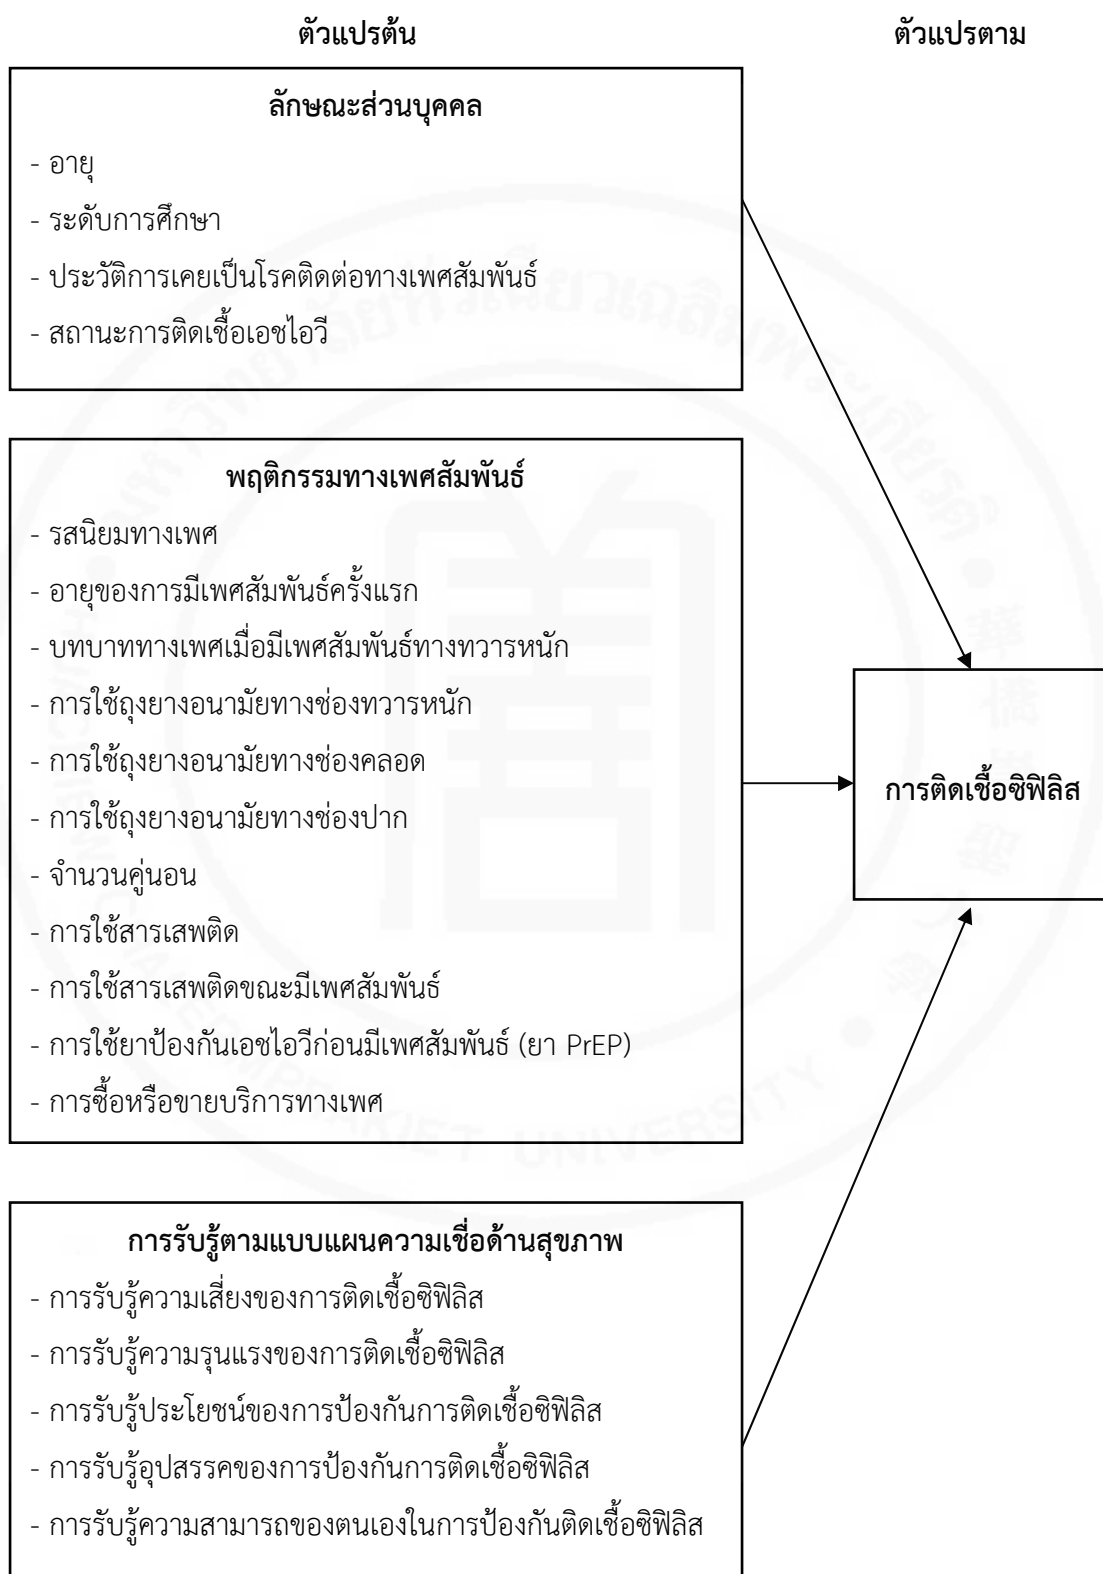 ตัวแปรต้น
ตัวแปรตาม
ลักษณะส่วนบุคคล
- อายุ
- ระดับการศึกษา
- ประวัติการเคยเป็นโรคติดต่อทางเพศสัมพันธ์
- สถานะการติดเชื้อเอชไอวี
พฤติกรรมทางเพศสัมพันธ์
- รสนิยมทางเพศ
- อายุของการมีเพศสัมพันธ์ครั้งแรก
- บทบาททางเพศเมื่อมีเพศสัมพันธ์ทางทวารหนัก
- การใช้ถุงยางอนามัยทางช่องทวารหนัก
- การใช้ถุงยางอนามัยทางช่องคลอด
- การใช้ถุงยางอนามัยทางช่องปาก
- จำนวนคู่นอน
- การใช้สารเสพติด
- การใช้สารเสพติดขณะมีเพศสัมพันธ์
- การใช้ยาป้องกันเอชไอวีก่อนมีเพศสัมพันธ์ (ยา PrEP)
- การซื้อหรือขายบริการทางเพศ
การติดเชื้อซิฟิลิส
การรับรู้ตามแบบแผนความเชื่อด้านสุขภาพ
- การรับรู้ความเสี่ยงของการติดเชื้อซิฟิลิส
- การรับรู้ความรุนแรงของการติดเชื้อซิฟิลิส
- การรับรู้ประโยชน์ของการป้องกันการติดเชื้อซิฟิลิส
- การรับรู้อุปสรรคของการป้องกันการติดเชื้อซิฟิลิส
- การรับรู้ความสามารถของตนเองในการป้องกันติดเชื้อซิฟิลิส